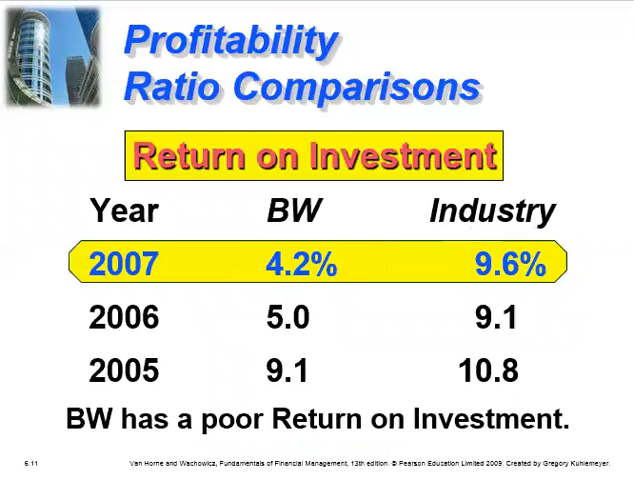 Profitability
Ratio Comparisons
Return on Investment
Year BW Industry
2007 4.2% 9.6%
2006 5.0 9.1
2005 9.1 10.8
BW has a poor Return on Investment.
6.11 Van Horne and Wachowicz, Fundamentals of Financial Management, 13th edition. © Pearson Education Limited 2009. Created by Gregory Kuhlemeyer.